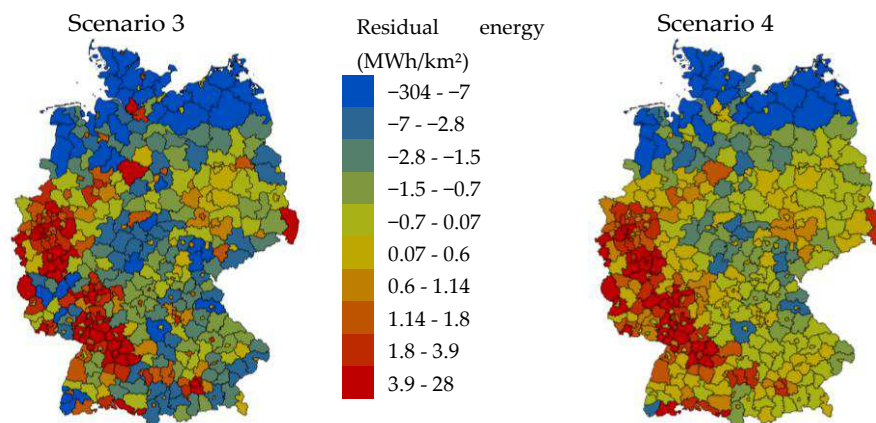 Scenario 3
Residual energy
(MWh/km²)
−304 - −7
−7 - −2.8
−2.8 - −1.5
−1.5 - −0.7
−0.7 - 0.07
0.07 - 0.6
0.6 - 1.14
1.14 - 1.8
1.8 - 3.9
3.9 - 28
Scenario 4